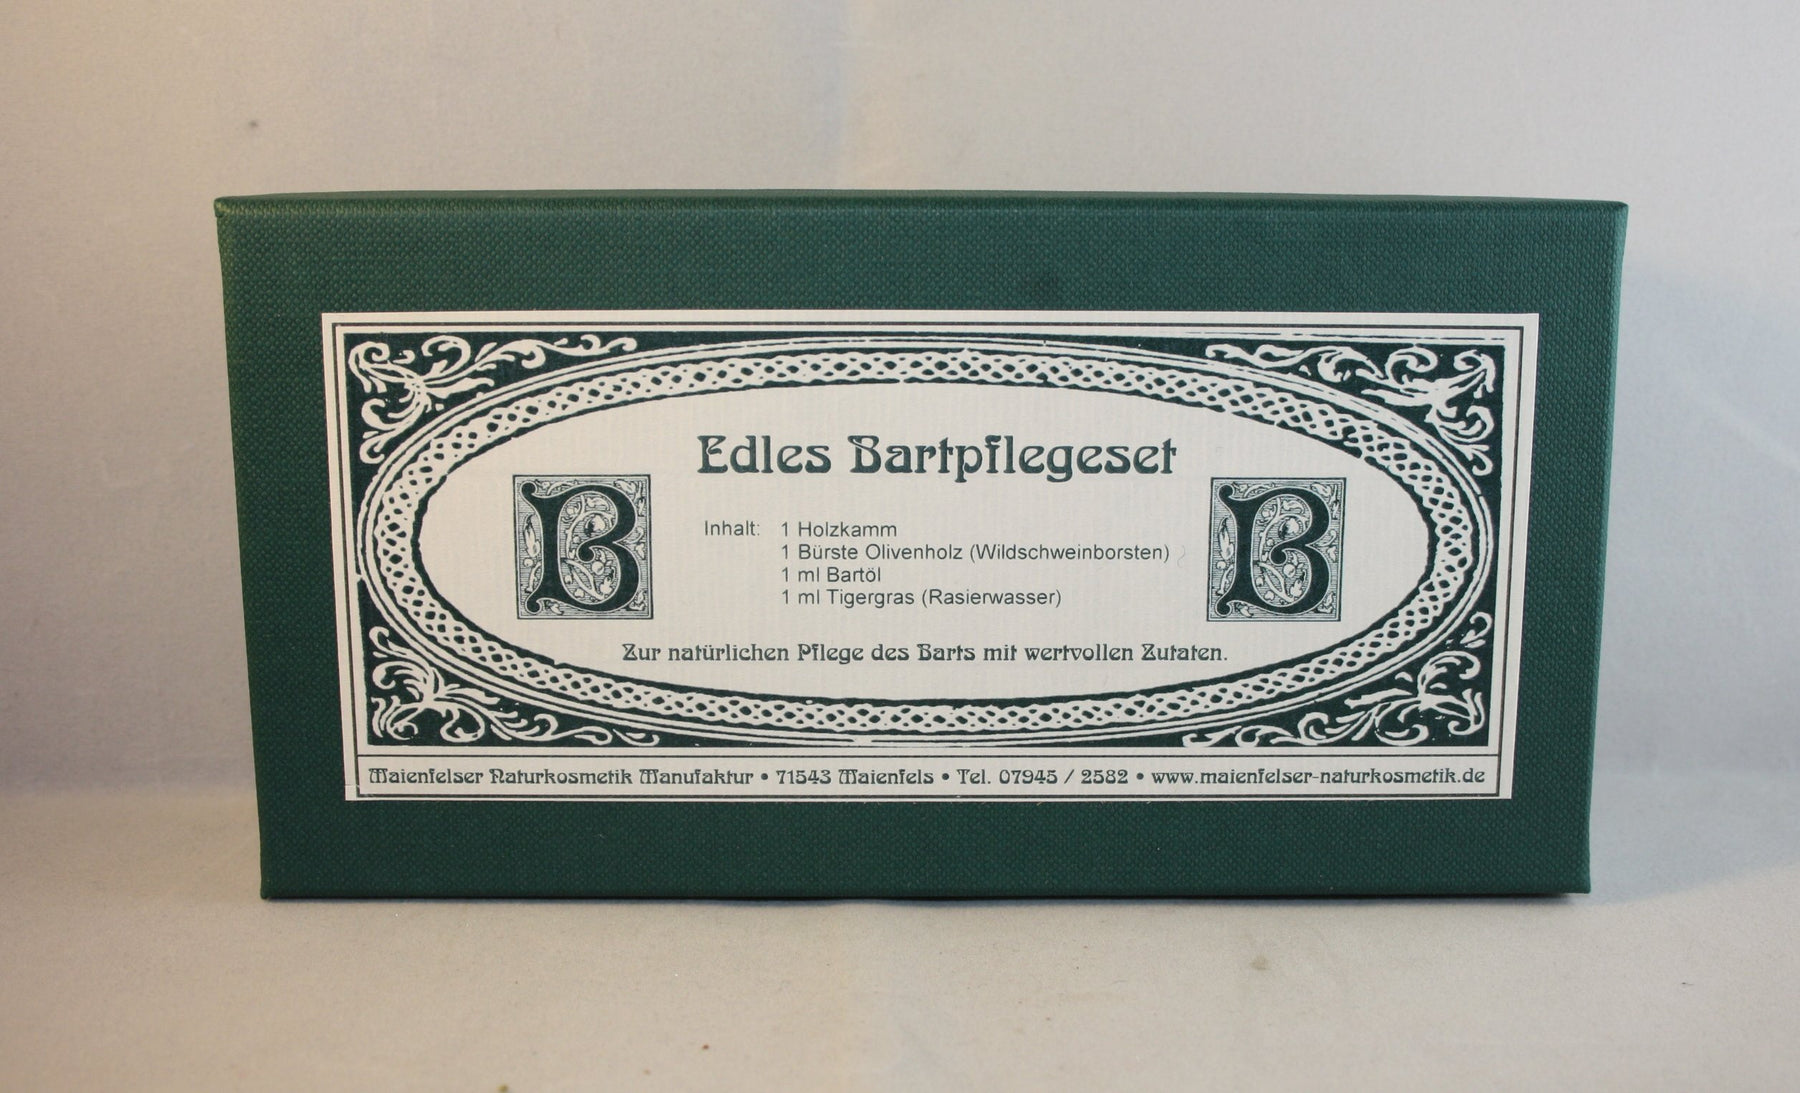 Edles Bartpflegeset
B
B
Inhalt: 1 Holzkamm
1 Bürste Olivenholz (Wildschweinborsten)
1 ml Bartöl
1 ml Tigergras (Rasierwasser)
Zur natürlichen Pflege des Barts mit wertvollen Zutaten.
Maienfelser Naturkosmetik Manufaktur • 71543 Maienfels • Tel. 07945 / 2582 • www.maienfelser-naturkosmetik.de